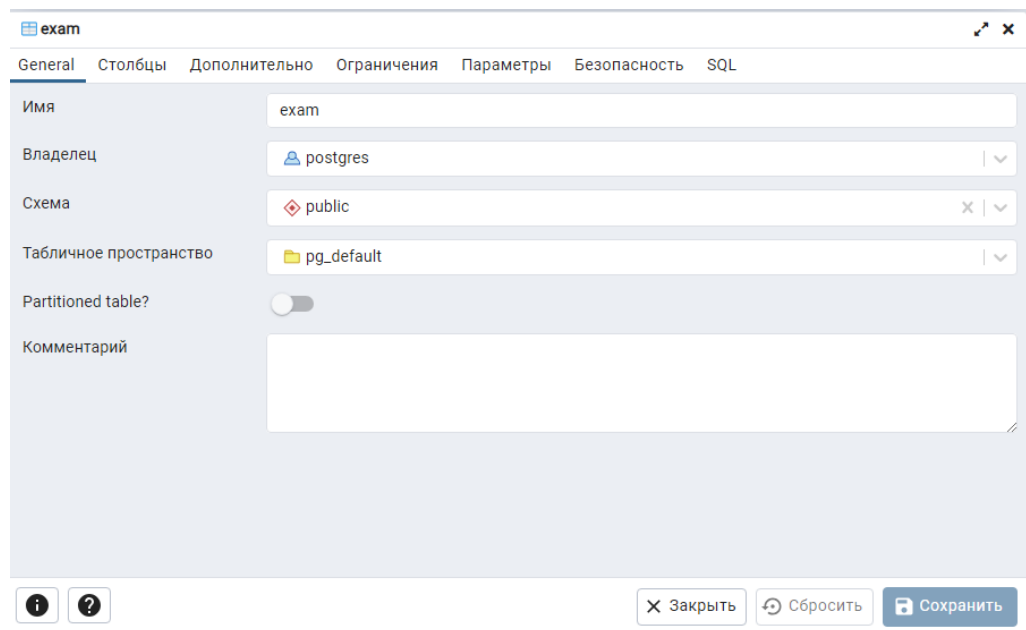 exam
General Столбцы Дополнительно Ограничения Параметры Безопасность SQL
Имя exam
Владелец postgres
Схема public
Табличное пространство pg_default
Partitioned table?
Комментарий
Закрыть Сбросить Сохранить